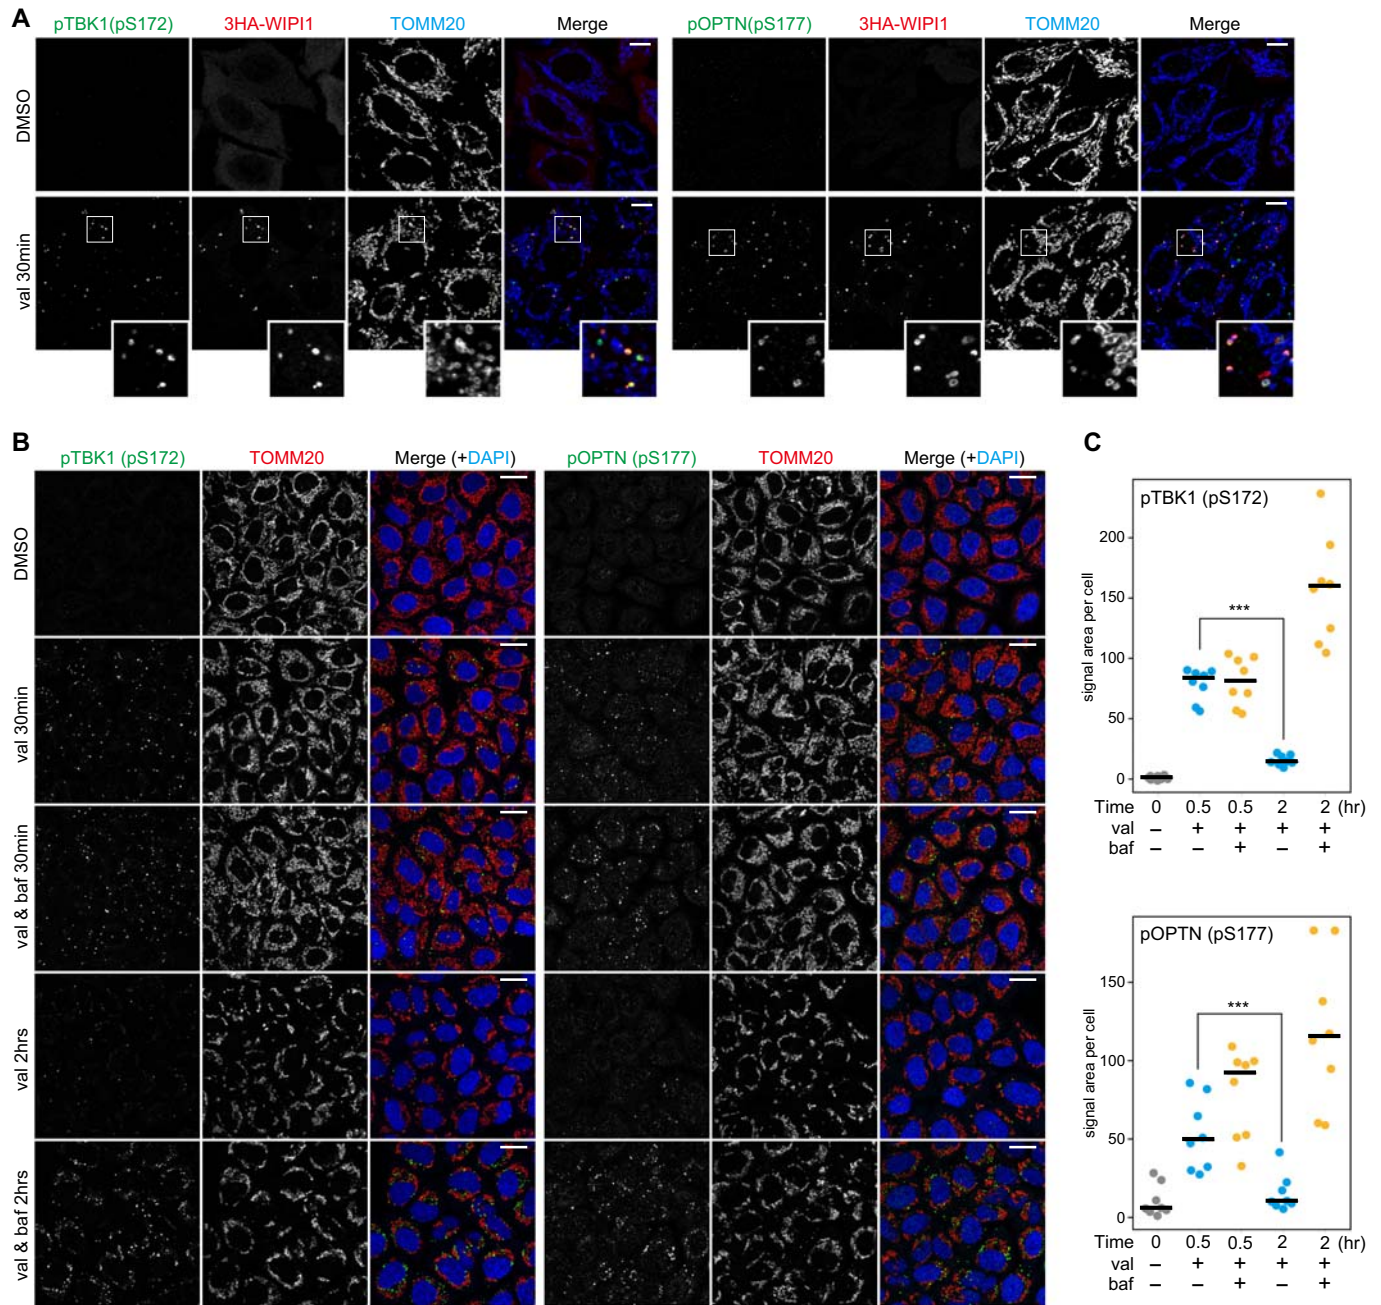 A
pTBK1(pS172) 3HA-WIPI1 TOMM20 Merge pOPTN(pS177) 3HA-WIPI1 TOMM20 Merge
DMSO
val 30min
B
pTBK1 (pS172) TOMM20 Merge (+DAPI) pOPTN (pS177) TOMM20 Merge (+DAPI)
DMSO
val 30min
val & baf 30min
val 2hrs
val & baf 2hrs
C
pTBK1 (pS172)
signal area per cell
200
150
100
50
0
***
Time 0 0.5 0.5 2 2 (hr)
val – + + + +
baf – – + – +
pOPTN (pS177)
signal area per cell
150
100
50
0
***
Time 0 0.5 0.5 2 2 (hr)
val – + + + +
baf – – + – +